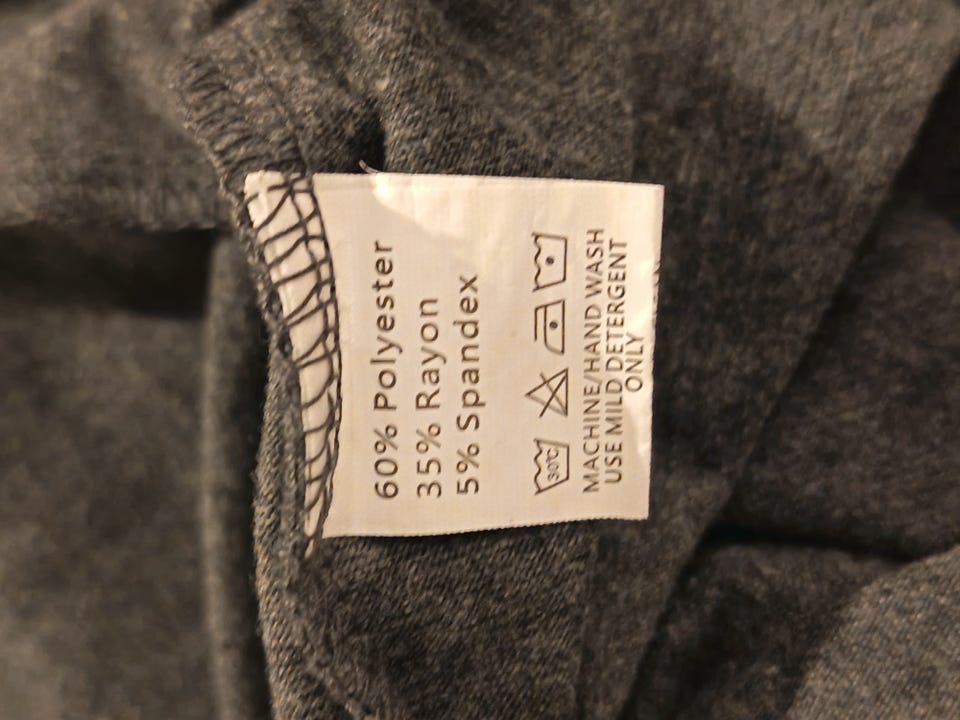 60% Polyester
35% Rayon
5% Spandex
30°C
MACHINE/HAND WASH
USE MILD DETERGENT
ONLY